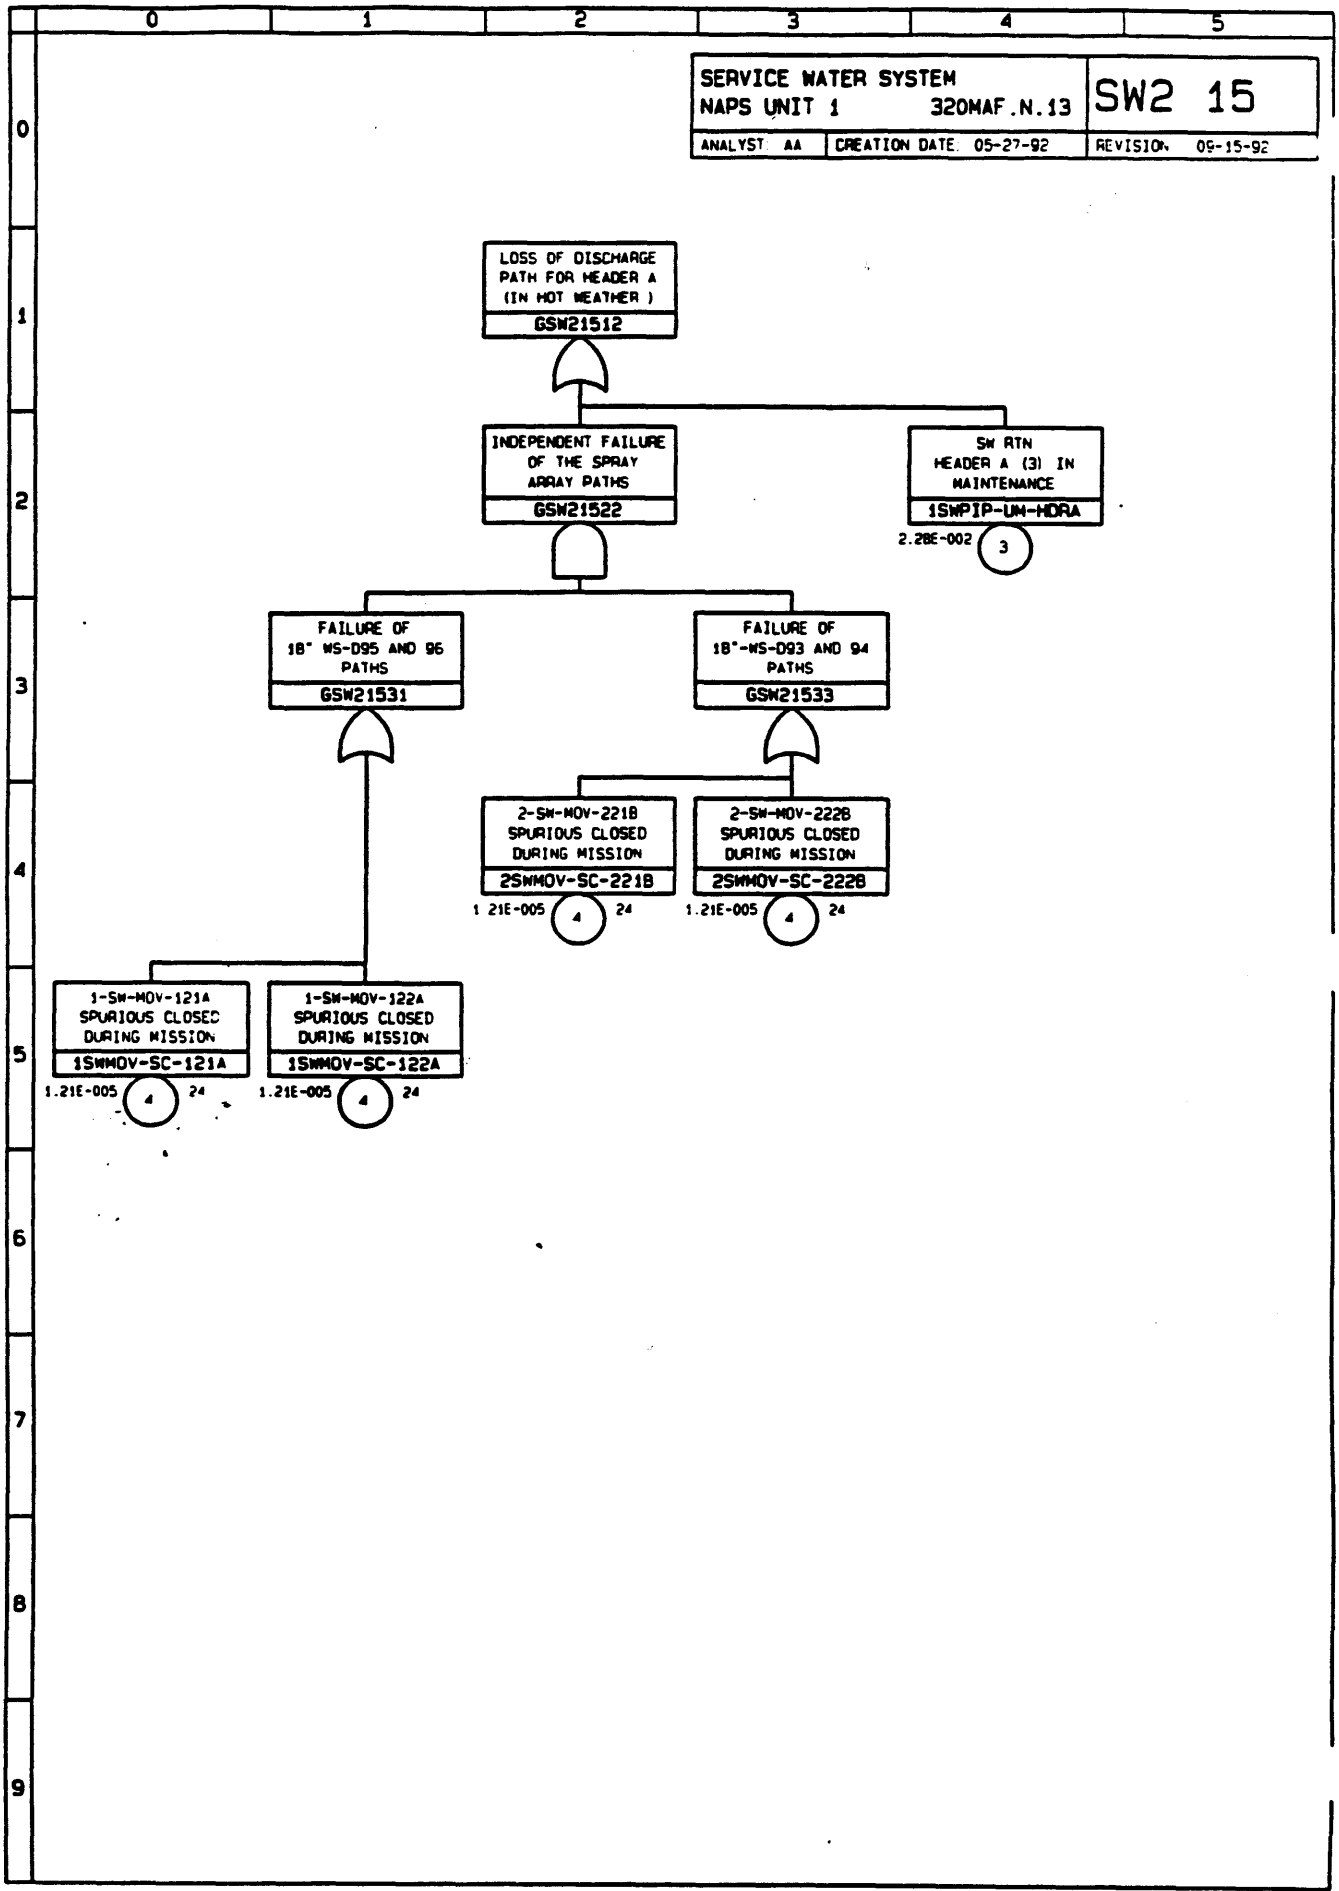 0 1 2 3 4 5
SERVICE WATER SYSTEM
NAPS UNIT 1 320MAF.N.13
SW2 15
ANALYST: AA CREATION DATE: 05-27-92 REVISION: 09-15-92
0
LOSS OF DISCHARGE
PATH FOR HEADER A
(IN HOT WEATHER )
GSW21512
1
INDEPENDENT FAILURE
OF THE SPRAY
ARRAY PATHS
GSW21522
SW RTN
HEADER A (3) IN
MAINTENANCE
1SWPIP-UM-HDRA
2.28E-002 3
2
FAILURE OF
18" WS-D95 AND 96
PATHS
GSW21531
FAILURE OF
18"-WS-D93 AND 94
PATHS
GSW21533
3
2-SW-MOV-221B
SPURIOUS CLOSED
DURING MISSION
2SWMOV-SC-221B
1.21E-005 4 24
2-SW-MOV-222B
SPURIOUS CLOSED
DURING MISSION
2SWMOV-SC-222B
1.21E-005 4 24
4
1-SW-MOV-121A
SPURIOUS CLOSED
DURING MISSION
1SWMOV-SC-121A
1.21E-005 4 24
1-SW-MOV-122A
SPURIOUS CLOSED
DURING MISSION
1SWMOV-SC-122A
1.21E-005 4 24
5
6
7
8
9